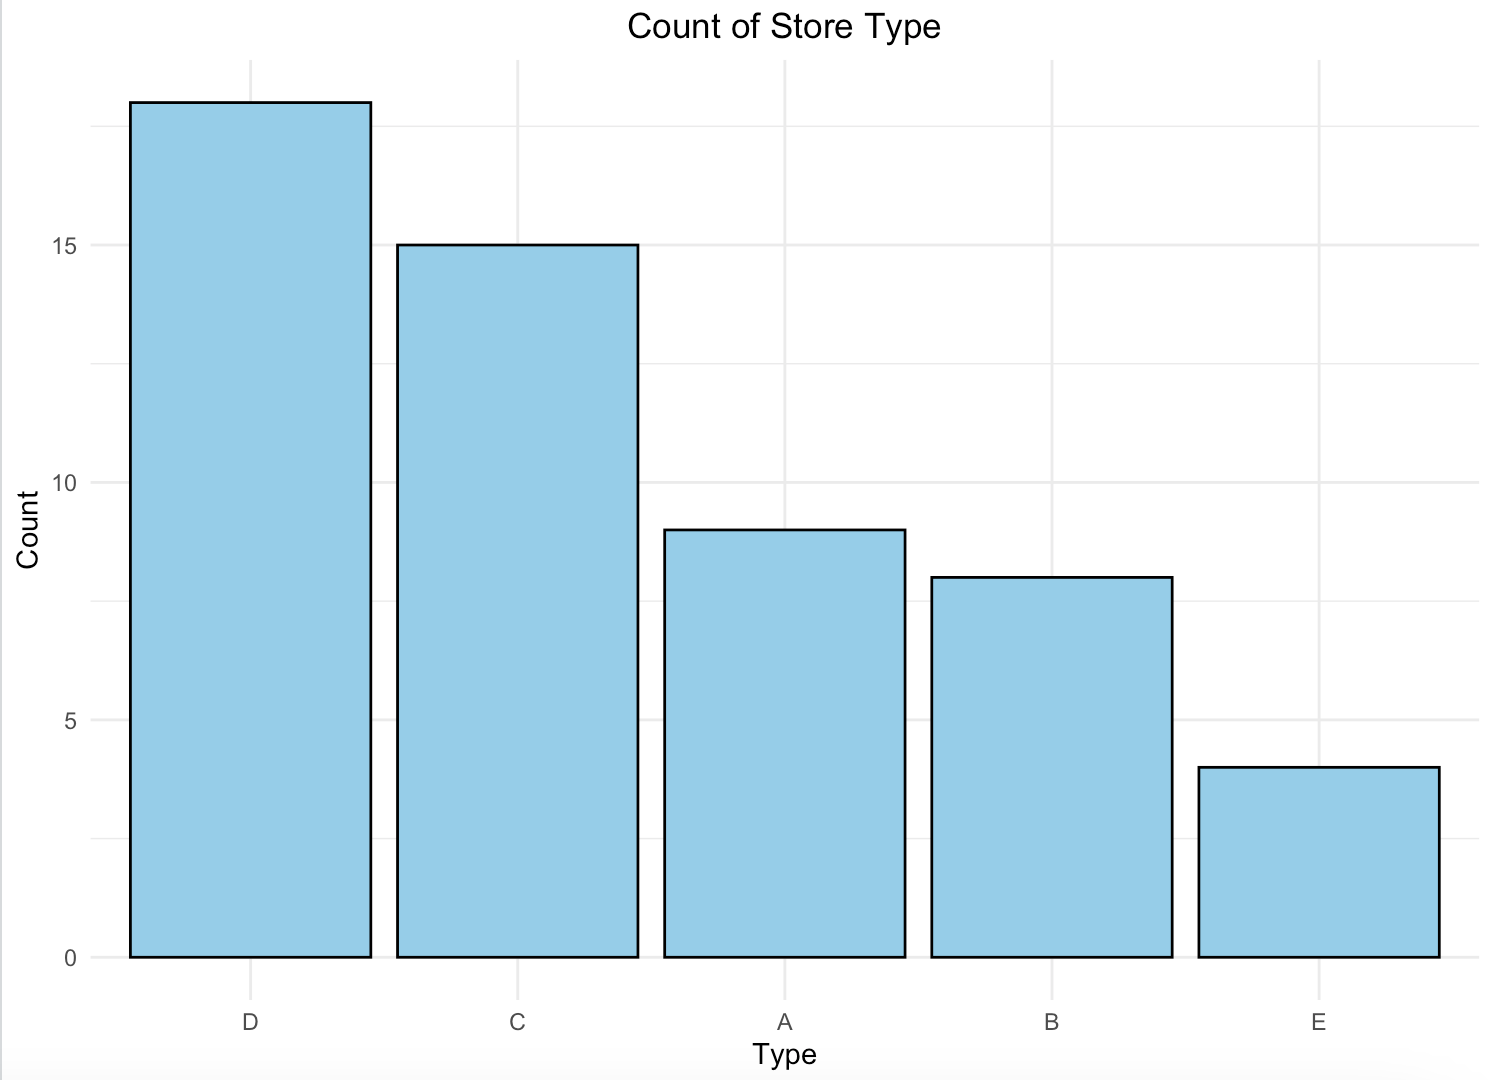 Count of Store Type
Count
15
10
5
0
D C A B E
Type